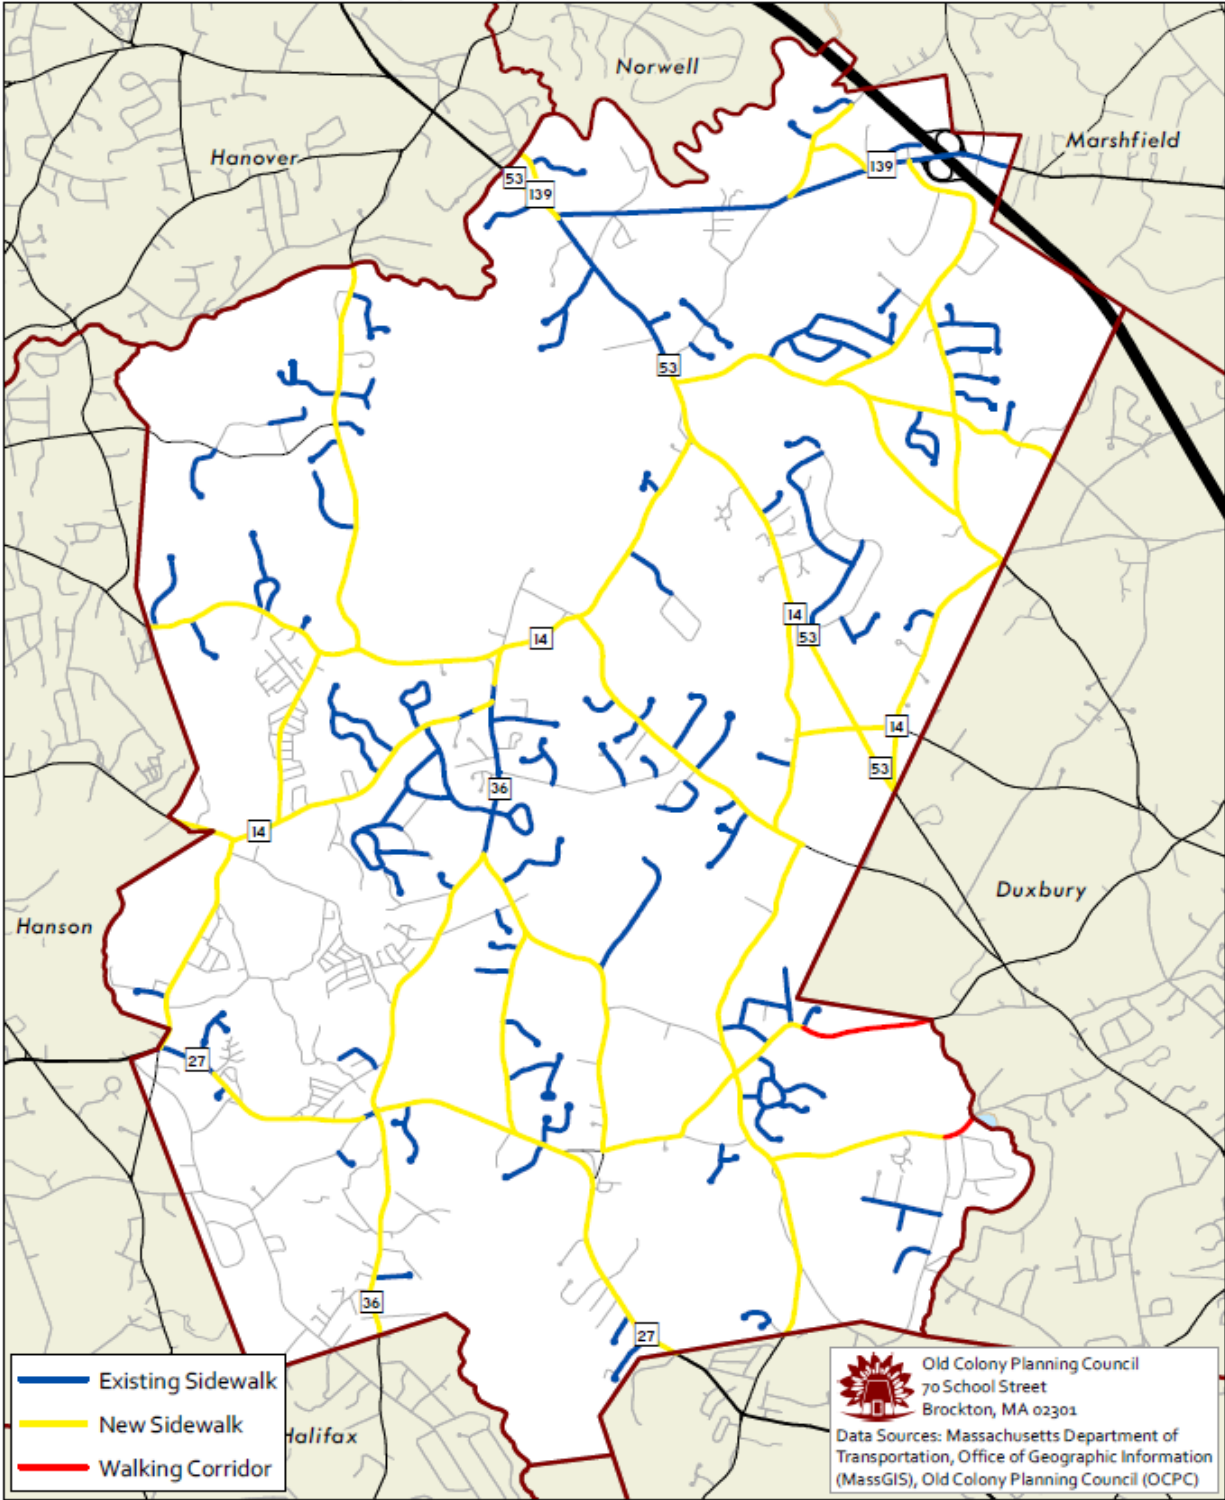 Norwell
Marshfield
Hanover
139
53
139
53
14
53
14
14
53
36
14
Duxbury
Hanson
27
36
27
Existing Sidewalk
New Sidewalk
Walking Corridor
Halifax
Old Colony Planning Council
70 School Street
Brockton, MA 02301
Data Sources: Massachusetts Department of
Transportation, Office of Geographic Information
(MassGIS), Old Colony Planning Council (OCPC)